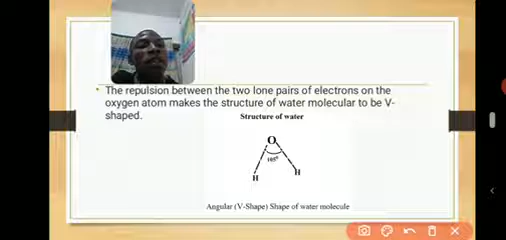 • The repulsion between the two lone pairs of electrons on the
oxygen atom makes the structure of water molecular to be V-
shaped.
Structure of water
O
105⁰
H
H
Angular (V-Shape) Shape of water molecule